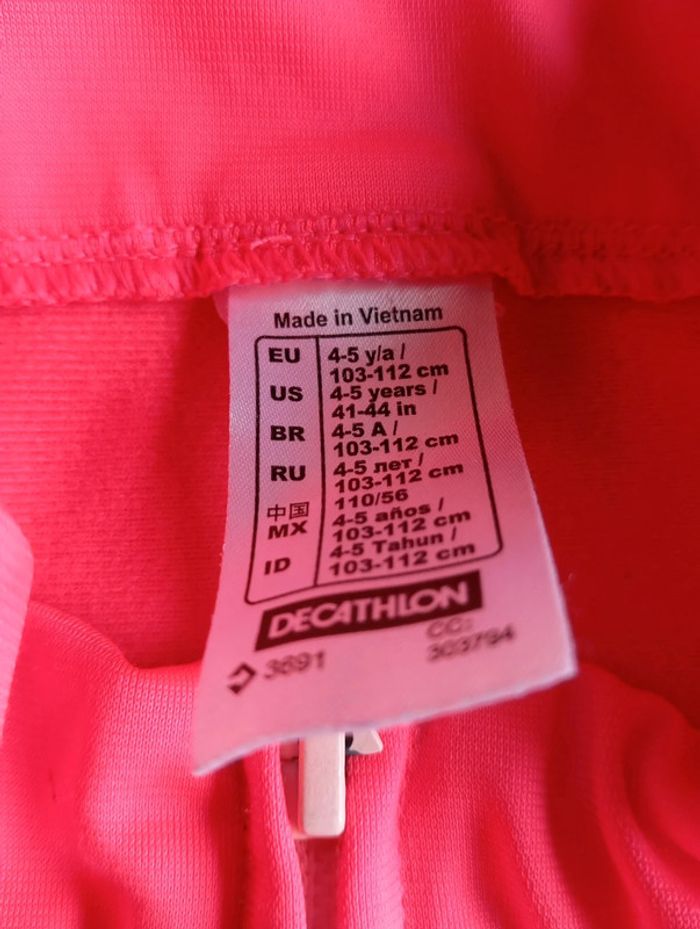 Made in Vietnam
EU 4-5 y/a /
103-112 cm
US 4-5 years /
41-44 in
BR 4-5 A /
103-112 cm
RU 4-5 лет /
103-112 cm
中国 110/56
MX 4-5 años /
103-112 cm
ID 4-5 Tahun /
103-112 cm
DECATHLON
3691 CC:
303794